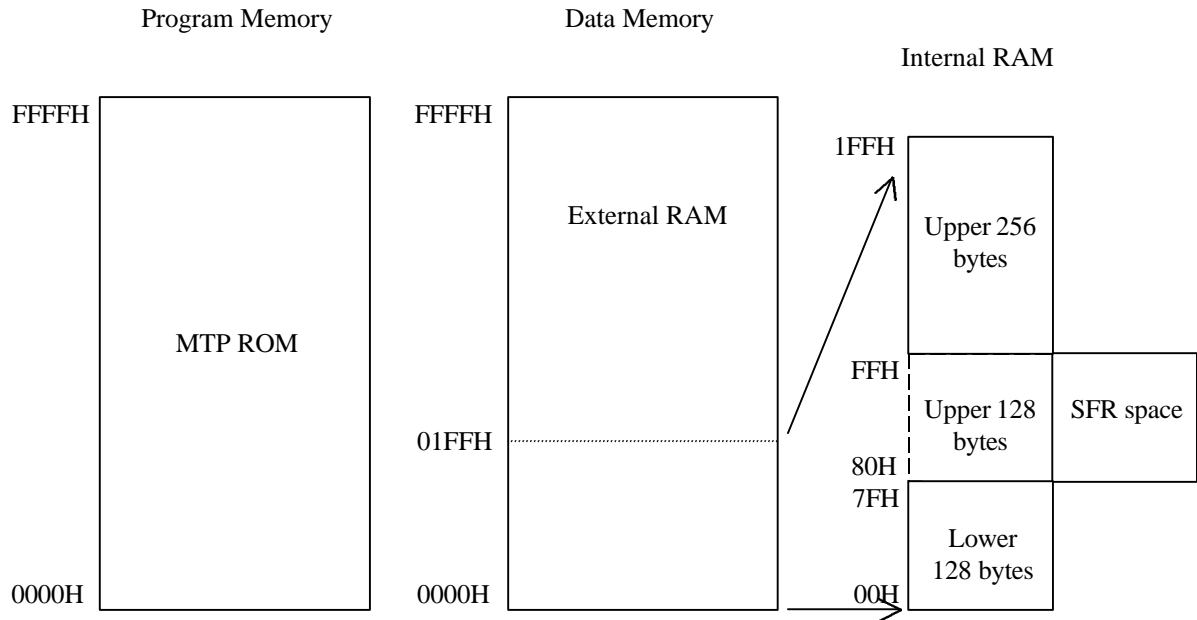 Program Memory
Data Memory
Internal RAM
FFFFH
FFFFH
1FFH
External RAM
Upper 256
bytes
MTP ROM
FFH
Upper 128
bytes
SFR space
01FFH
80H
7FH
Lower
128 bytes
0000H
0000H
00H